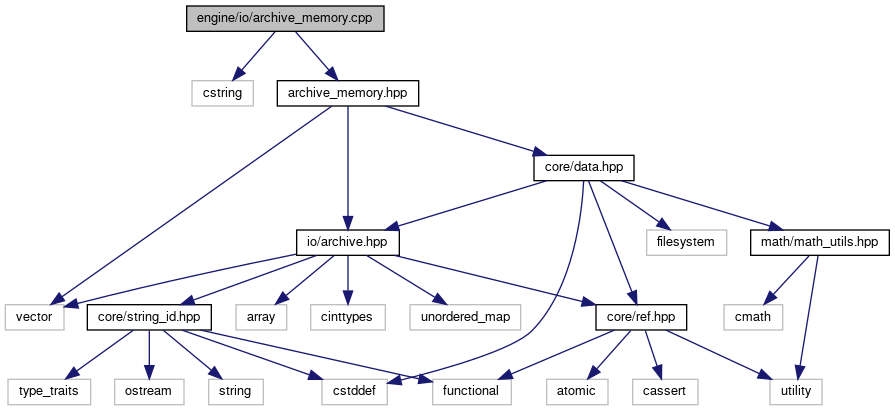 engine/io/archive_memory.cpp
cstring
archive_memory.hpp
core/data.hpp
io/archive.hpp
filesystem
math/math_utils.hpp
vector
core/string_id.hpp
array
cinttypes
unordered_map
core/ref.hpp
cmath
type_traits
ostream
string
cstddef
functional
atomic
cassert
utility